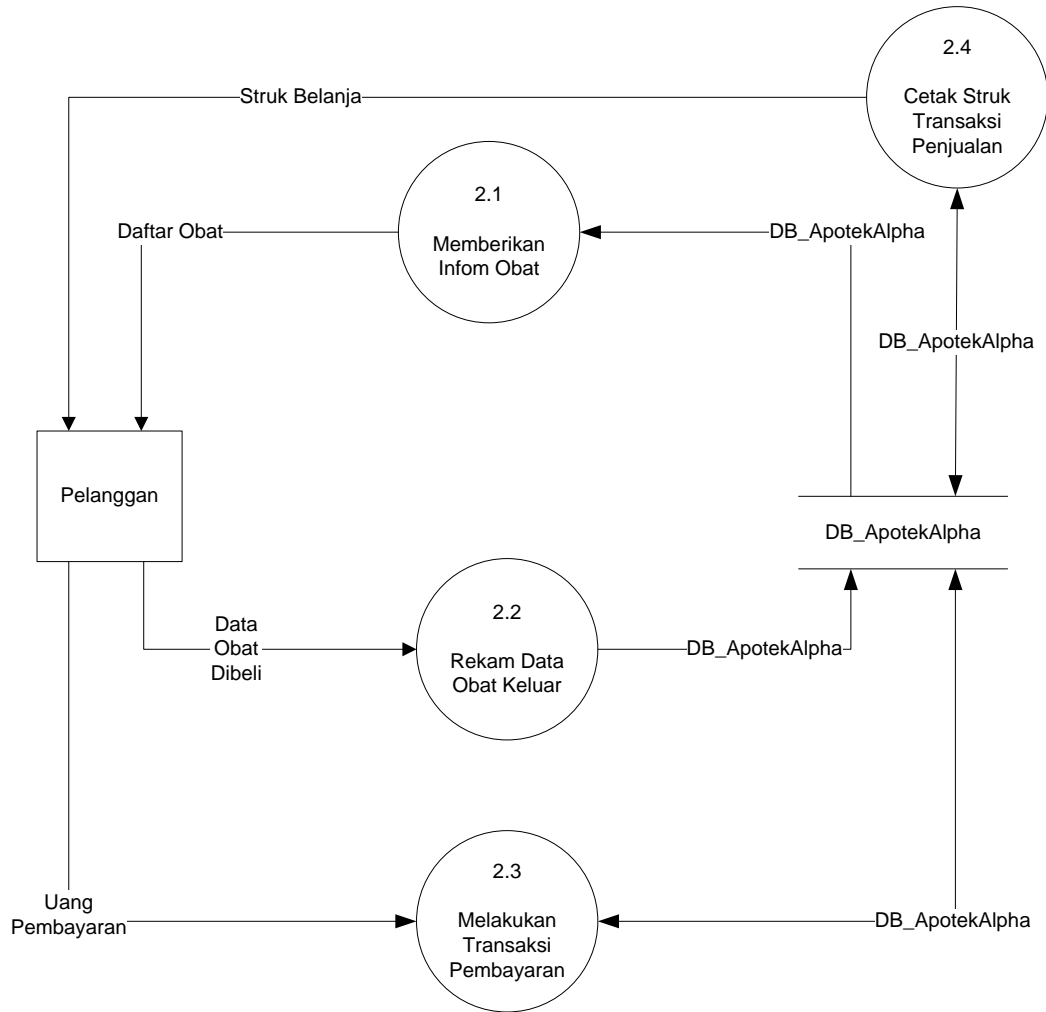 2.4
Cetak Struk
Transaksi
Penjualan
Struk Belanja
2.1
Memberikan
Infom Obat
Daftar Obat
DB_ApotekAlpha
DB_ApotekAlpha
Pelanggan
DB_ApotekAlpha
2.2
Rekam Data
Obat Keluar
Data
Obat
Dibeli
DB_ApotekAlpha
2.3
Melakukan
Transaksi
Pembayaran
Uang
Pembayaran
DB_ApotekAlpha